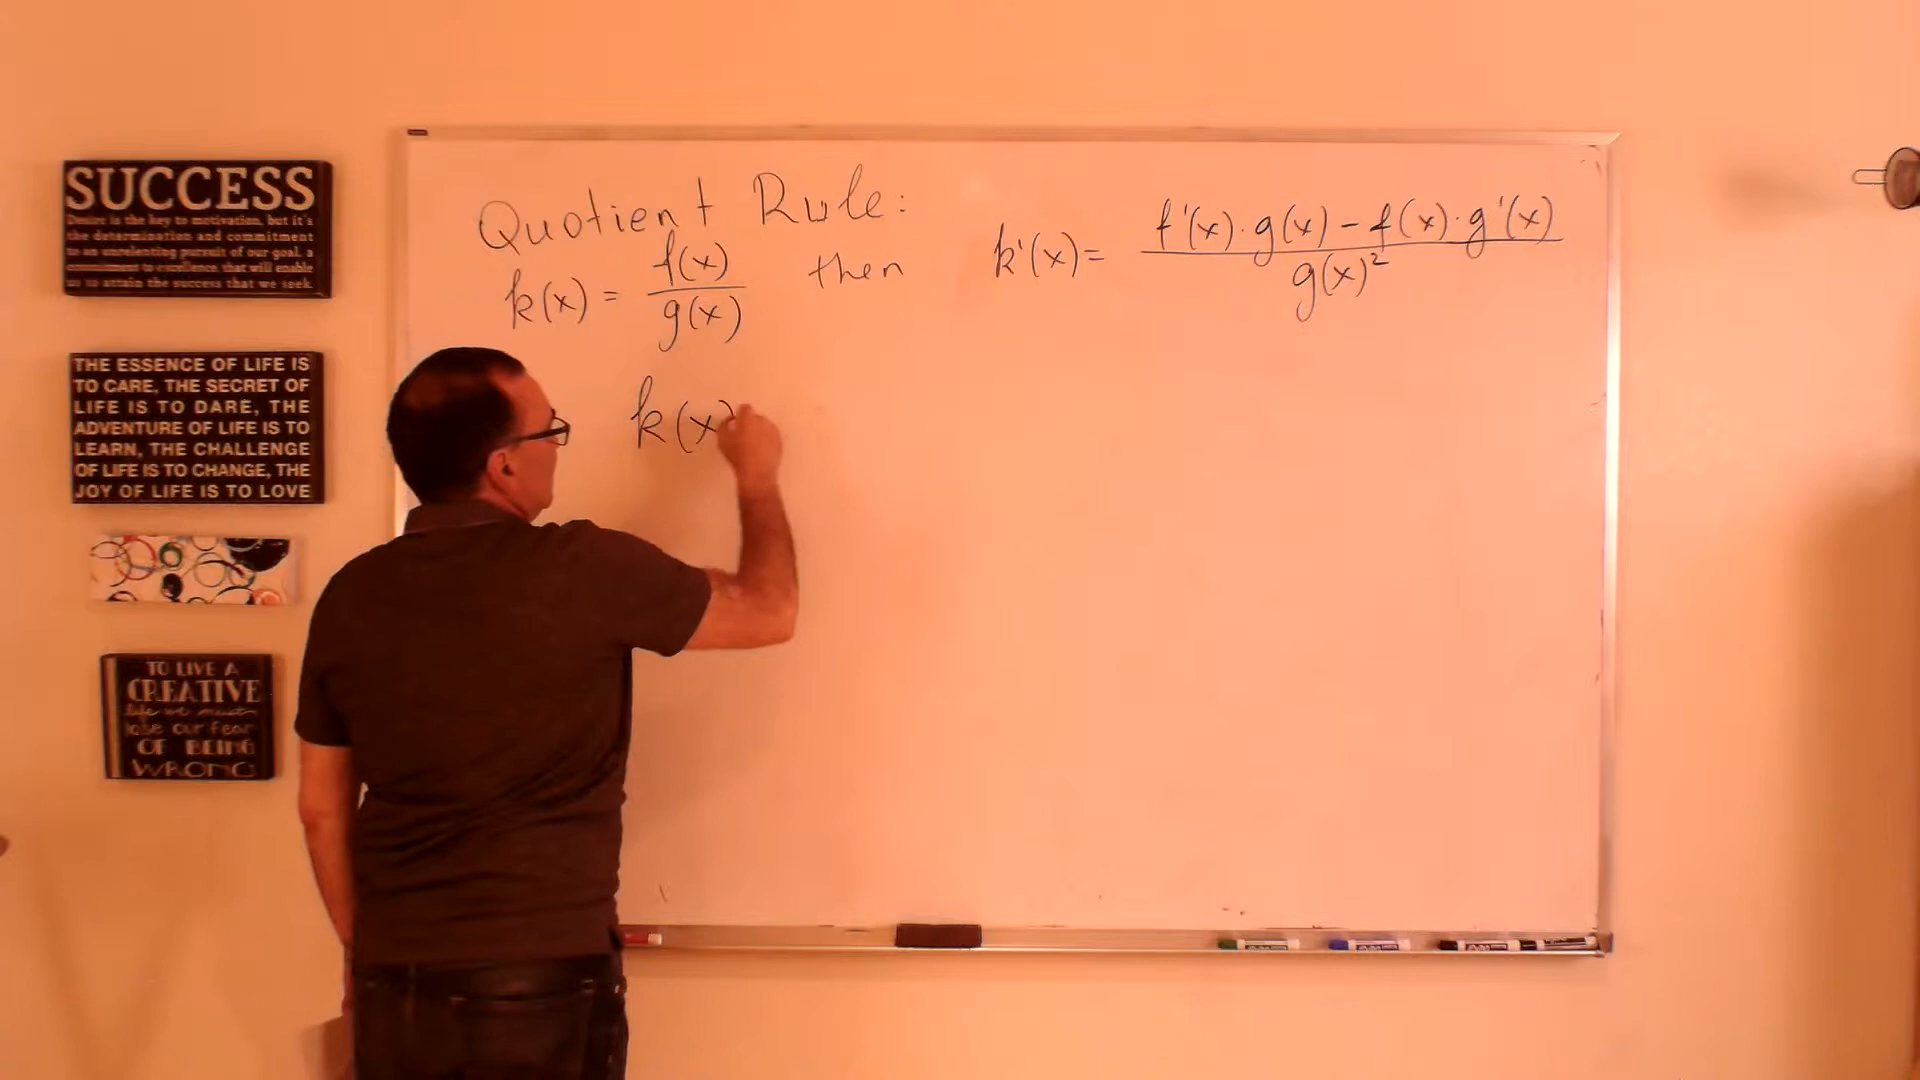 SUCCESS
Desire is the key to motivation, but it's
the determination and commitment
to an unrelenting pursuit of our goal, a
commitment to excellence that will enable
us to attain the success that we seek.
THE ESSENCE OF LIFE IS
TO CARE, THE SECRET OF
LIFE IS TO DARE, THE
ADVENTURE OF LIFE IS TO
LEARN, THE CHALLENGE
OF LIFE IS TO CHANGE, THE
JOY OF LIFE IS TO LOVE
TO LIVE A
CREATIVE
life we must
lose our fear
OF BEING
WRONG
Quotient Rule:
k(x) = f(x)/g(x) then k'(x) = f'(x)·g(x) - f(x)·g'(x) / g(x)²
k(x)